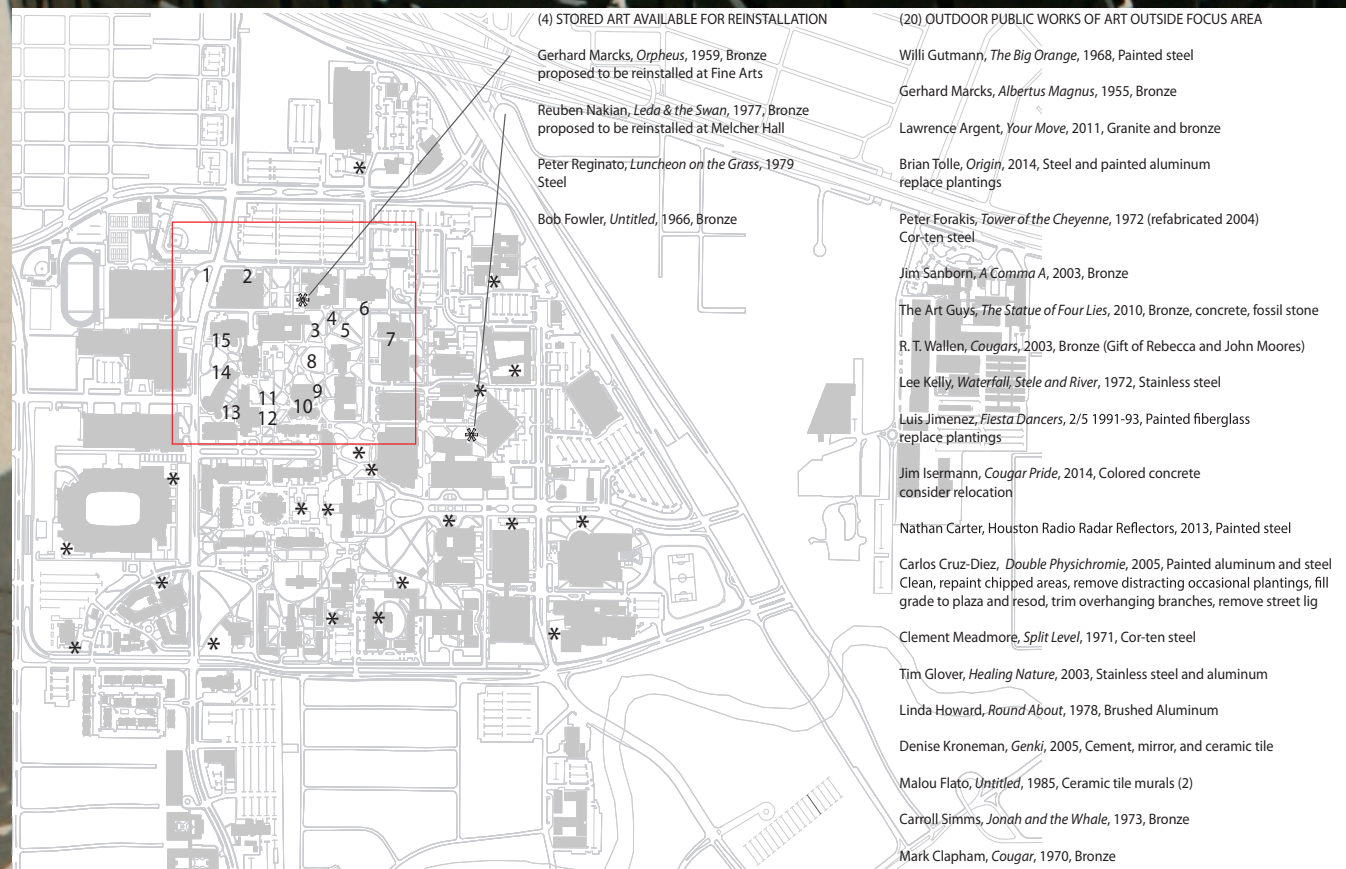 (4) STORED ART AVAILABLE FOR REINSTALLATION
Gerhard Marcks, Orpheus, 1959, Bronze
proposed to be reinstalled at Fine Arts
Reuben Nakian, Leda & the Swan, 1977, Bronze
proposed to be reinstalled at Melcher Hall
Peter Reginato, Luncheon on the Grass, 1979
Steel
Bob Fowler, Untitled, 1966, Bronze
(20) OUTDOOR PUBLIC WORKS OF ART OUTSIDE FOCUS AREA
Willi Gutmann, The Big Orange, 1968, Painted steel
Gerhard Marcks, Albertus Magnus, 1955, Bronze
Lawrence Argent, Your Move, 2011, Granite and bronze
Brian Tolle, Origin, 2014, Steel and painted aluminum
replace plantings
Peter Forakis, Tower of the Cheyenne, 1972 (refabricated 2004)
Cor-ten steel
Jim Sanborn, A Comma A, 2003, Bronze
The Art Guys, The Statue of Four Lies, 2010, Bronze, concrete, fossil stone
R. T. Wallen, Cougars, 2003, Bronze (Gift of Rebecca and John Moores)
Lee Kelly, Waterfall, Stele and River, 1972, Stainless steel
Luis Jimenez, Fiesta Dancers, 2/5 1991-93, Painted fiberglass
replace plantings
Jim Isermann, Cougar Pride, 2014, Colored concrete
consider relocation
Nathan Carter, Houston Radio Radar Reflectors, 2013, Painted steel
Carlos Cruz-Diez, Double Physichromie, 2005, Painted aluminum and steel
Clean, repaint chipped areas, remove distracting occasional plantings, fill
grade to plaza and resod, trim overhanging branches, remove street lig
Clement Meadmore, Split Level, 1971, Cor-ten steel
Tim Glover, Healing Nature, 2003, Stainless steel and aluminum
Linda Howard, Round About, 1978, Brushed Aluminum
Denise Kroneman, Genki, 2005, Cement, mirror, and ceramic tile
Malou Flato, Untitled, 1985, Ceramic tile murals (2)
Carroll Simms, Jonah and the Whale, 1973, Bronze
Mark Clapham, Cougar, 1970, Bronze
1
2
3
4
5
6
7
8
9
10
11
12
13
14
15